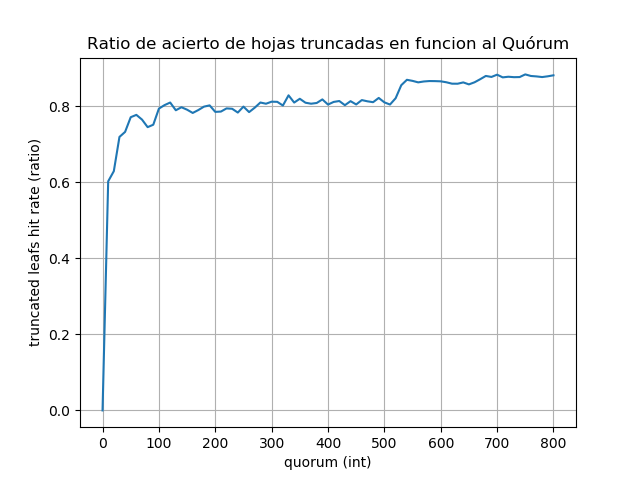 Ratio de acierto de hojas truncadas en funcion al Quórum
truncated leafs hit rate (ratio)
0.8
0.6
0.4
0.2
0.0
0 100 200 300 400 500 600 700 800
quorum (int)